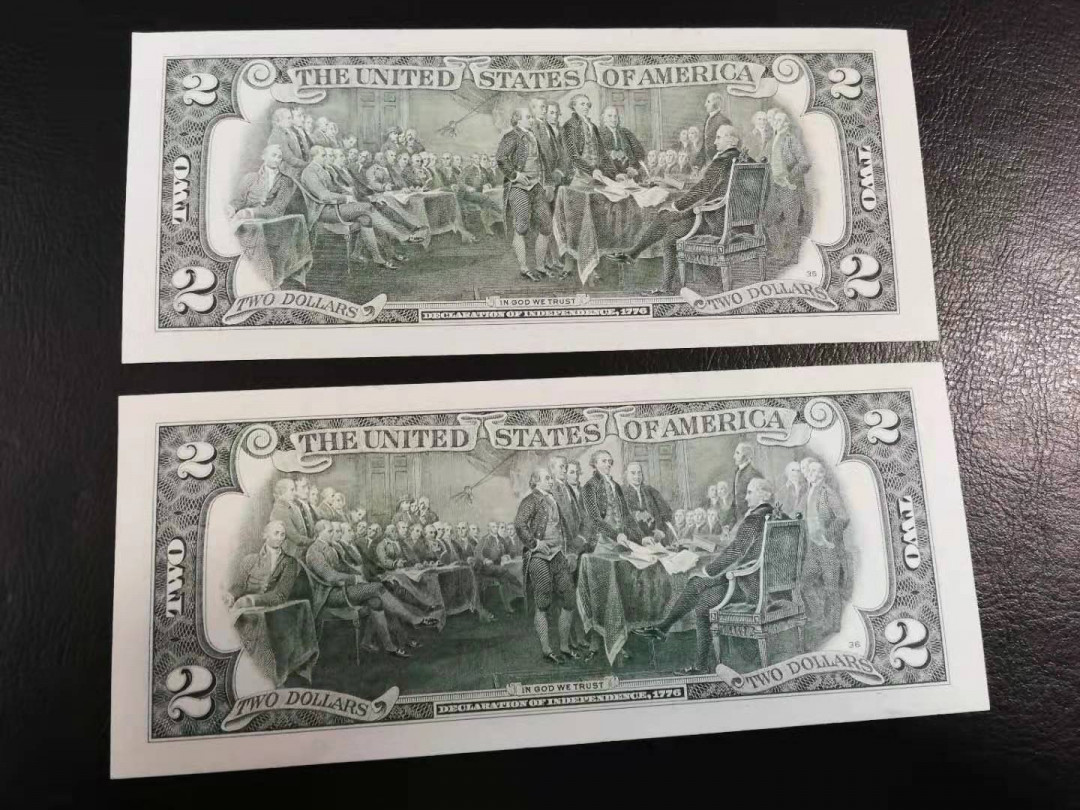 THE UNITED STATES OF AMERICA
2 2
TWO TWO
2 2
36
TWO DOLLARS TWO DOLLARS
IN GOD WE TRUST
DECLARATION OF INDEPENDENCE, 1776
THE UNITED STATES OF AMERICA
2 2
TWO TWO
2 2
36
TWO DOLLARS TWO DOLLARS
IN GOD WE TRUST
DECLARATION OF INDEPENDENCE, 1776